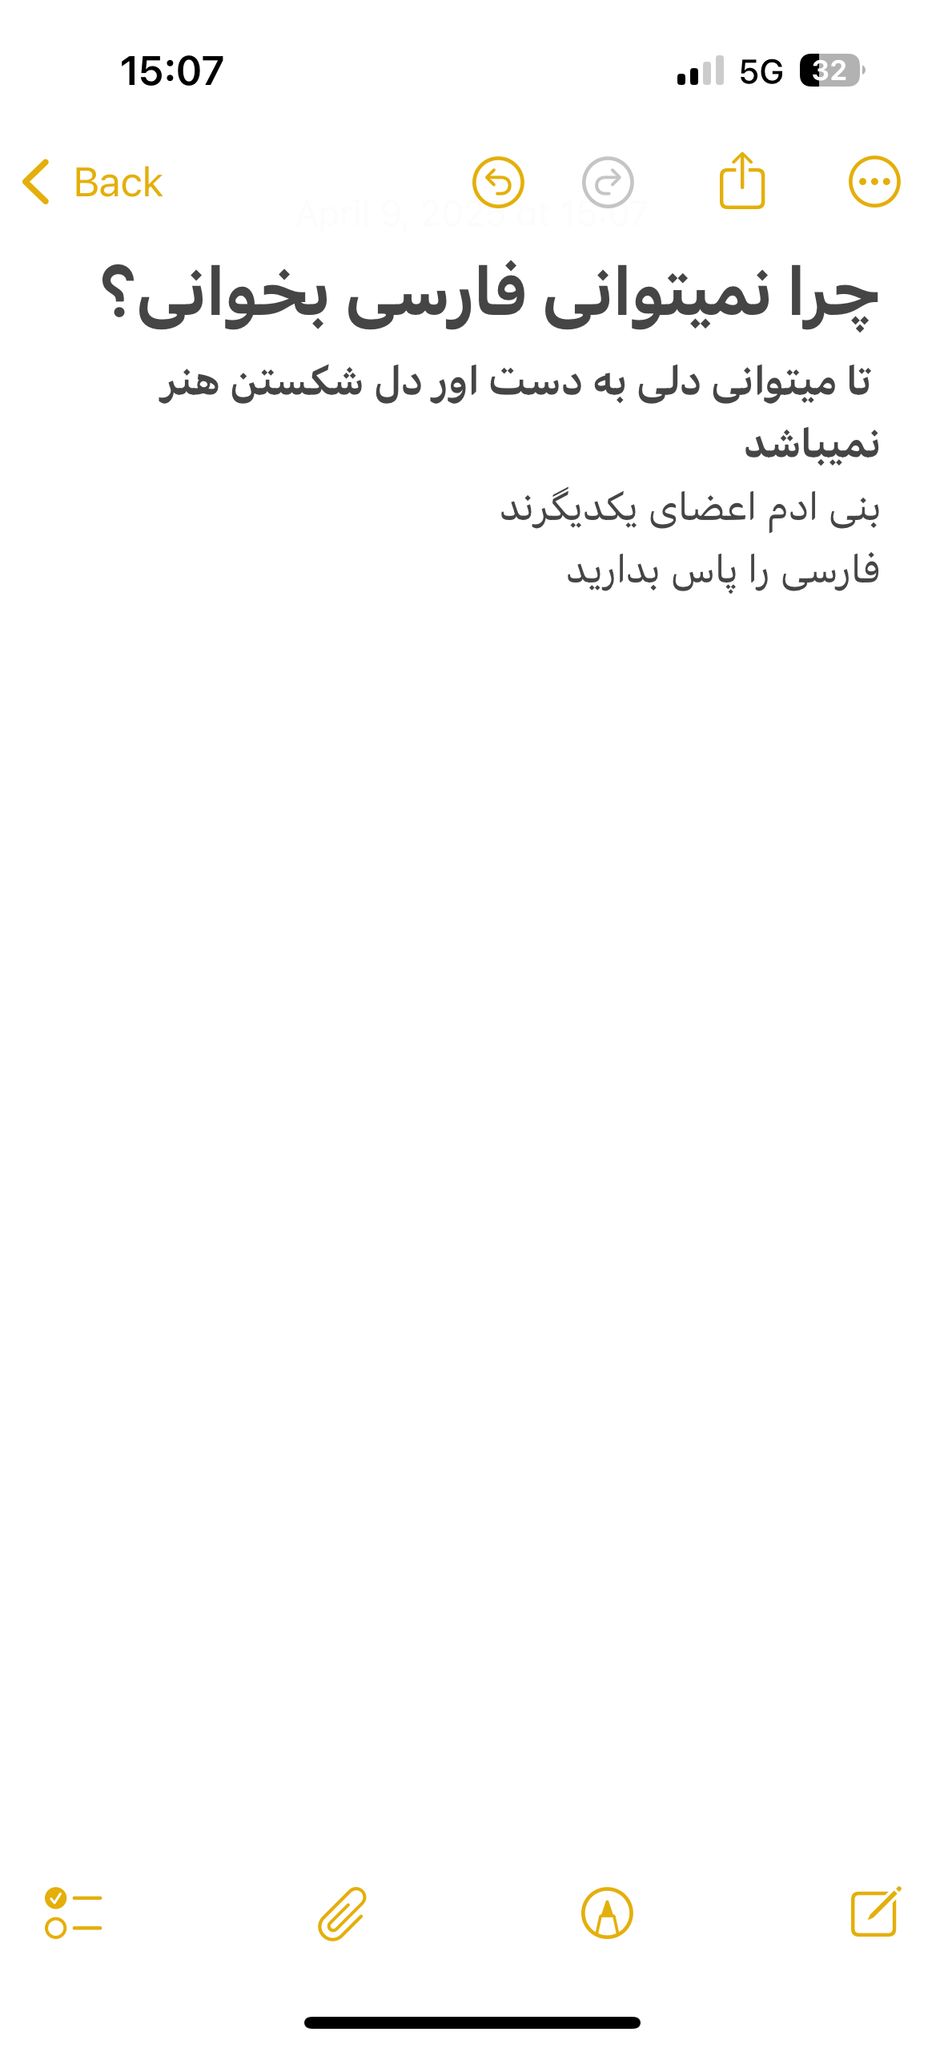 15:07
5G 32
Back
April 9, 2025 at 15:07
چرا نمیتوانی فارسی بخوانی؟
تا میتوانی دلی به دست اور دل شکستن هنر
نمیباشد
بنی ادم اعضای یکدیگرند
فارسی را پاس بدارید